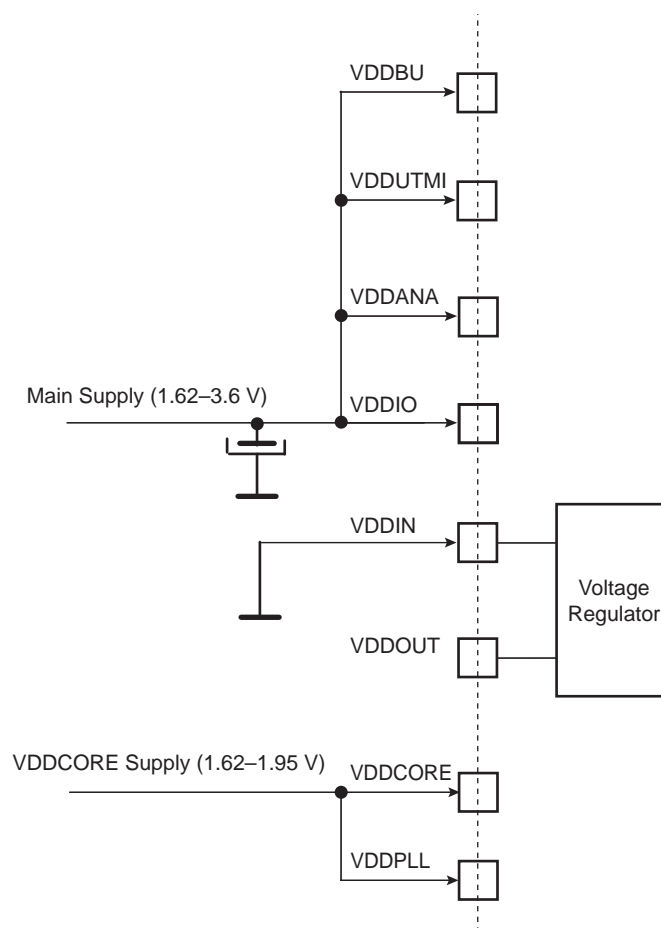 VDDBU
VDDUTMI
VDDANA
Main Supply (1.62–3.6 V)
VDDIO
VDDIN
Voltage
Regulator
VDDOUT
VDDCORE Supply (1.62–1.95 V)
VDDCORE
VDDPLL